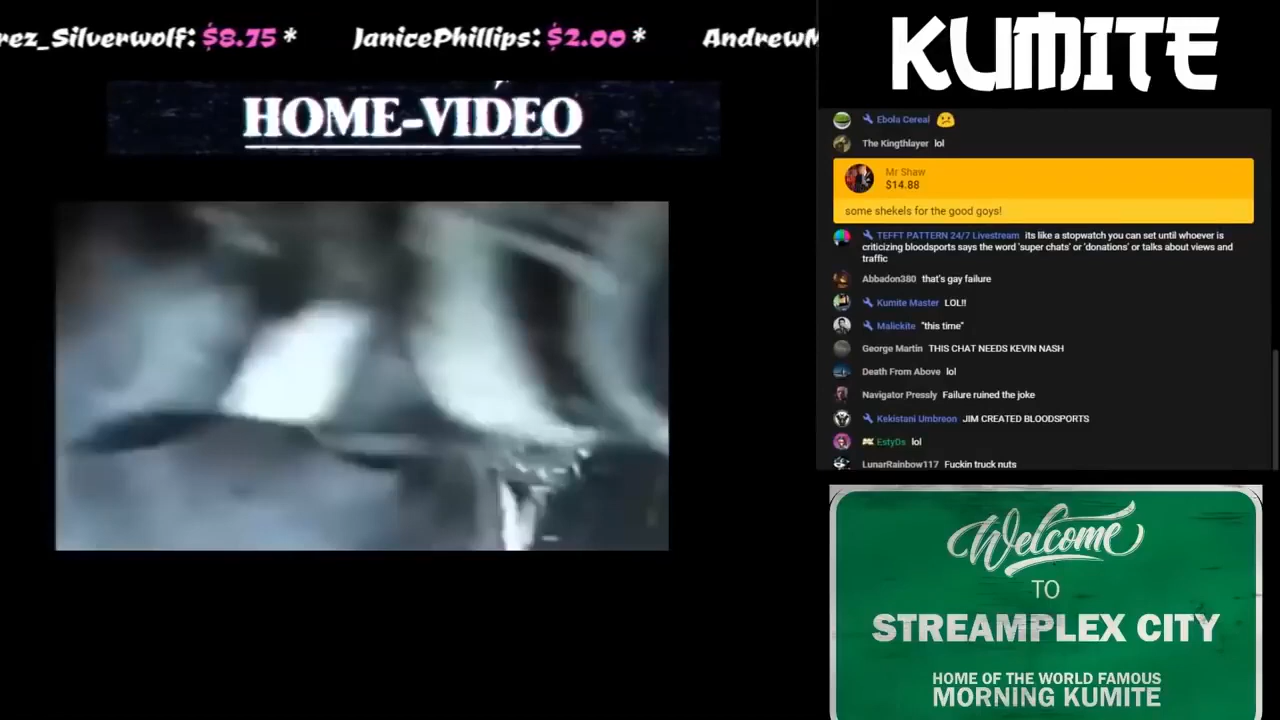 rez_Silverwolf: $8.75 * JanicePhillips: $2.00 * AndrewM
KUMITE
HOME-VIDEO
Ebola Cereal
The Kingthlayer lol
Mr Shaw
$14.88
some shekels for the good goys!
TEFFT PATTERN 24/7 Livestream its like a stopwatch you can set until whoever is
criticizing bloodsports says the word 'super chats' or 'donations' or talks about views and
traffic
Abbadon380 that's gay failure
Kumite Master LOL!!
Malickite "this time"
George Martin THIS CHAT NEEDS KEVIN NASH
Death From Above lol
Navigator Pressly Failure ruined the joke
Kekistani Umbreon JIM CREATED BLOODSPORTS
EstyDs lol
LunarRainbow117 Fuckin truck nuts
Welcome
TO
STREAMPLEX CITY
HOME OF THE WORLD FAMOUS
MORNING KUMITE